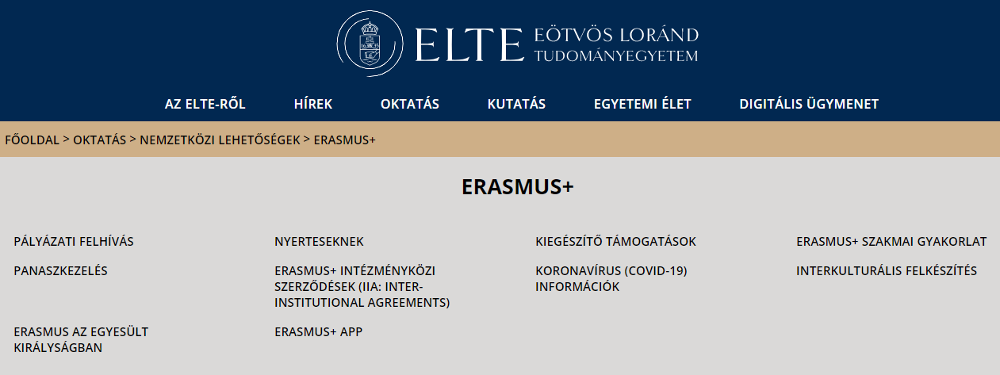 ELTE EÖTVÖS LORÁND
TUDOMÁNYEGYETEM
AZ ELTE-RŐL HÍREK OKTATÁS KUTATÁS EGYETEMI ÉLET DIGITÁLIS ÜGYMENET
FŐOLDAL > OKTATÁS > NEMZETKÖZI LEHETŐSÉGEK > ERASMUS+
ERASMUS+
PÁLYÁZATI FELHÍVÁS NYERTESEKNEK KIEGÉSZÍTŐ TÁMOGATÁSOK ERASMUS+ SZAKMAI GYAKORLAT
PANASZKEZELÉS
ERASMUS+ INTÉZMÉNYKÖZI
SZERZŐDÉSEK (IIA: INTER-
INSTITUTIONAL AGREEMENTS)
KORONAVÍRUS (COVID-19)
INFORMÁCIÓK
INTERKULTURÁLIS FELKÉSZÍTÉS
ERASMUS AZ EGYESÜLT
KIRÁLYSÁGBAN
ERASMUS+ APP